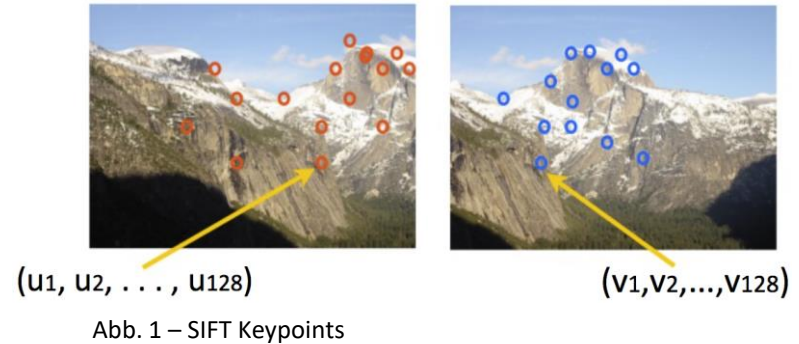 (u1, u2, . . . , u128)
(v1,v2,...,v128)
Abb. 1 – SIFT Keypoints